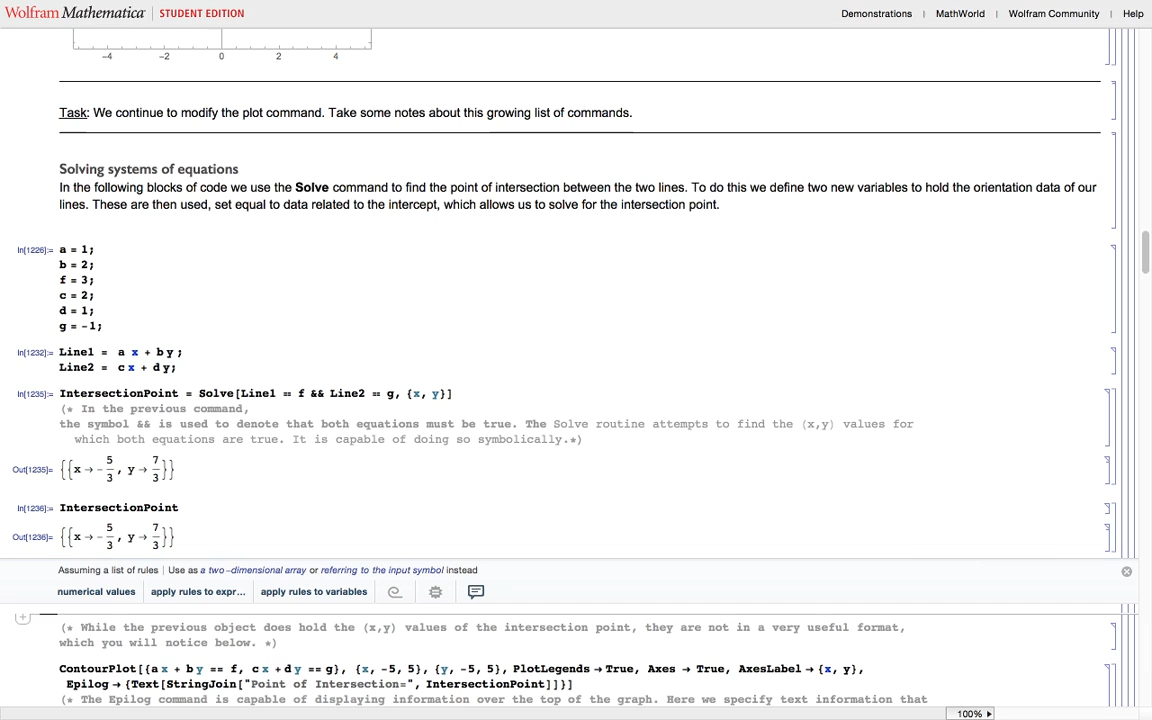 Wolfram Mathematica | STUDENT EDITION
Demonstrations | MathWorld | Wolfram Community | Help
-4 -2 0 2 4
Task: We continue to modify the plot command. Take some notes about this growing list of commands.
Solving systems of equations
In the following blocks of code we use the Solve command to find the point of intersection between the two lines. To do this we define two new variables to hold the orientation data of our
lines. These are then used, set equal to data related to the intercept, which allows us to solve for the intersection point.
In[1226]:= a = 1;
b = 2;
f = 3;
c = 2;
d = 1;
g = -1;
In[1232]:= Line1 = a x + b y ;
Line2 = c x + d y;
In[1235]:= IntersectionPoint = Solve[Line1 == f && Line2 == g, {x, y}]
(* In the previous command,
the symbol && is used to denote that both equations must be true. The Solve routine attempts to find the (x,y) values for
which both equations are true. It is capable of doing so symbolically.*)
Out[1235]= {{x → -5/3, y → 7/3}}
In[1236]:= IntersectionPoint
Out[1236]= {{x → -5/3, y → 7/3}}
Assuming a list of rules | Use as a two-dimensional array or referring to the input symbol instead
numerical values apply rules to expr... apply rules to variables
(* While the previous object does hold the (x,y) values of the intersection point, they are not in a very useful format,
which you will notice below. *)
ContourPlot[{a x + b y == f, c x + d y == g}, {x, -5, 5}, {y, -5, 5}, PlotLegends → True, Axes → True, AxesLabel → {x, y},
Epilog → {Text[StringJoin["Point of Intersection=", IntersectionPoint]]}]
(* The Epilog command is capable of displaying information over the top of the graph. Here we specify text information that
100%